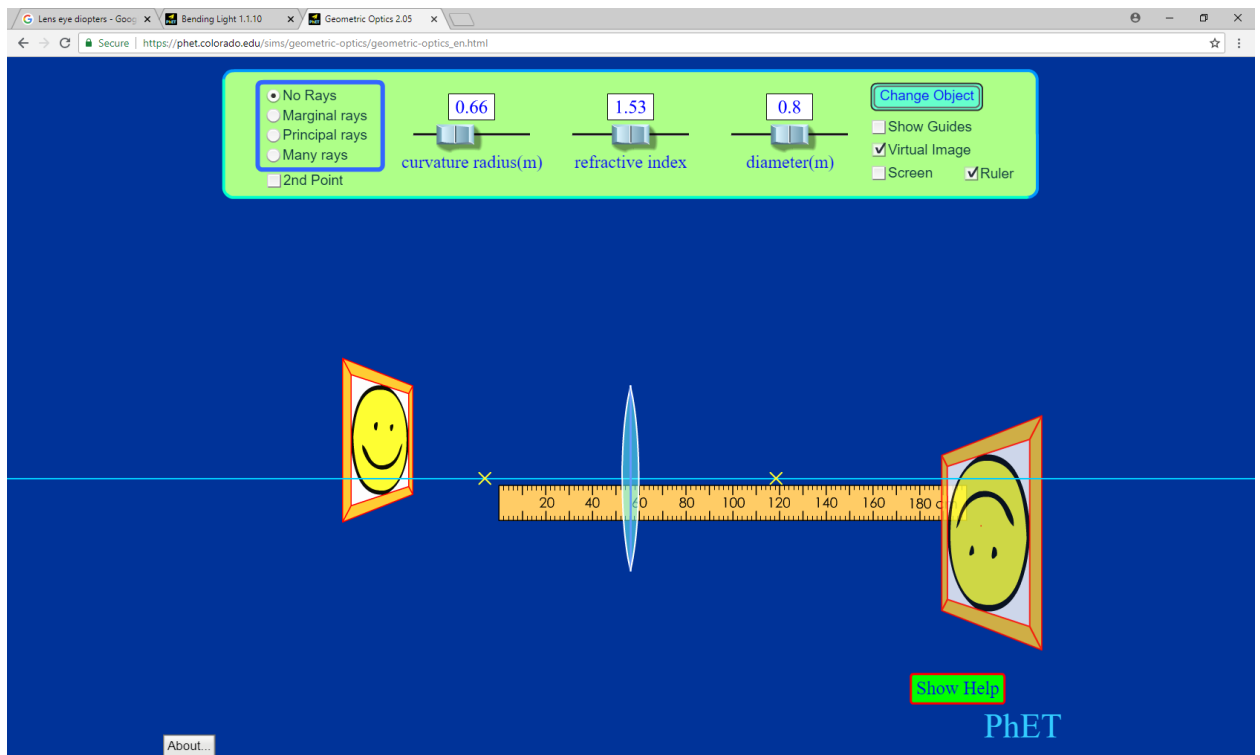 Lens eye diopters - Goog
Bending Light 1.1.10
Geometric Optics 2.05
Secure | https://phet.colorado.edu/sims/geometric-optics/geometric-optics_en.html
No Rays
Marginal rays
Principal rays
Many rays
2nd Point
0.66
curvature radius(m)
1.53
refractive index
0.8
diameter(m)
Change Object
Show Guides
Virtual Image
Screen Ruler
20 40 60 80 100 120 140 160 180 c
Show Help
PhET
About...